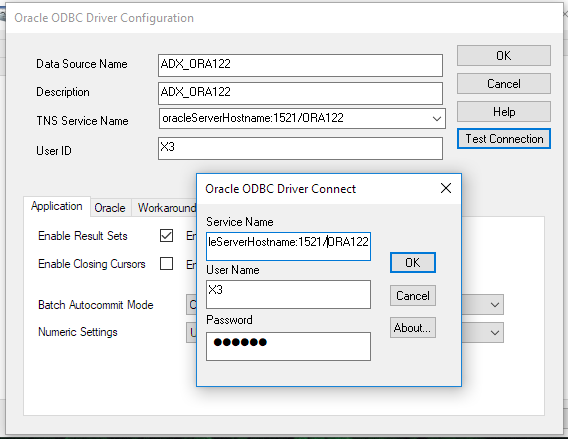 Oracle ODBC Driver Configuration
Data Source Name ADX_ORA122 OK
Description ADX_ORA122 Cancel
TNS Service Name oracleServerHostname:1521/ORA122 Help
User ID X3 Test Connection
Application Oracle Workaround
Enable Result Sets En
Enable Closing Cursors En
Batch Autocommit Mode
Numeric Settings
Oracle ODBC Driver Connect
Service Name
leServerHostname:1521/ORA122
OK
User Name
X3
Cancel
Password
●●●●●●
About...